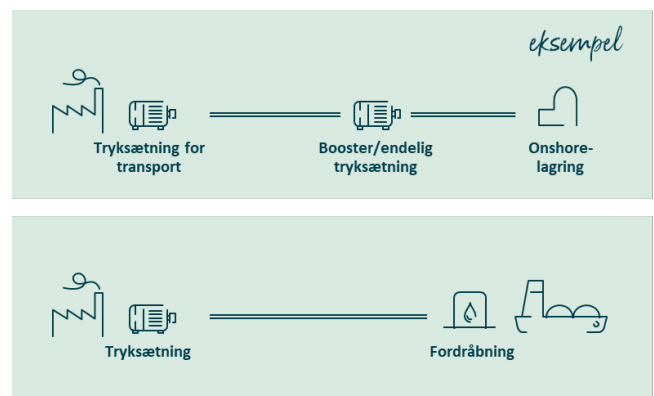 eksempel
Tryksætning for
transport
Booster/endelig
tryksætning
Onshore-
lagring
Tryksætning
Fordråbning